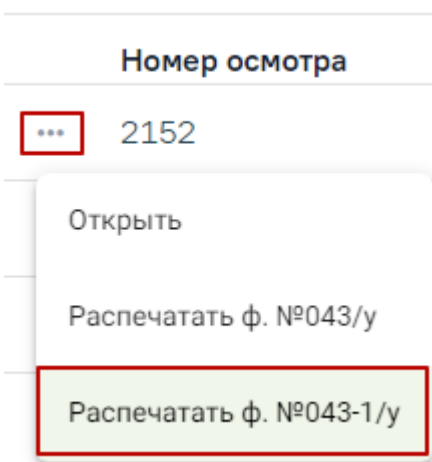 Номер осмотра
2152
Открыть
Распечатать ф. №043/у
Распечатать ф. №043-1/у